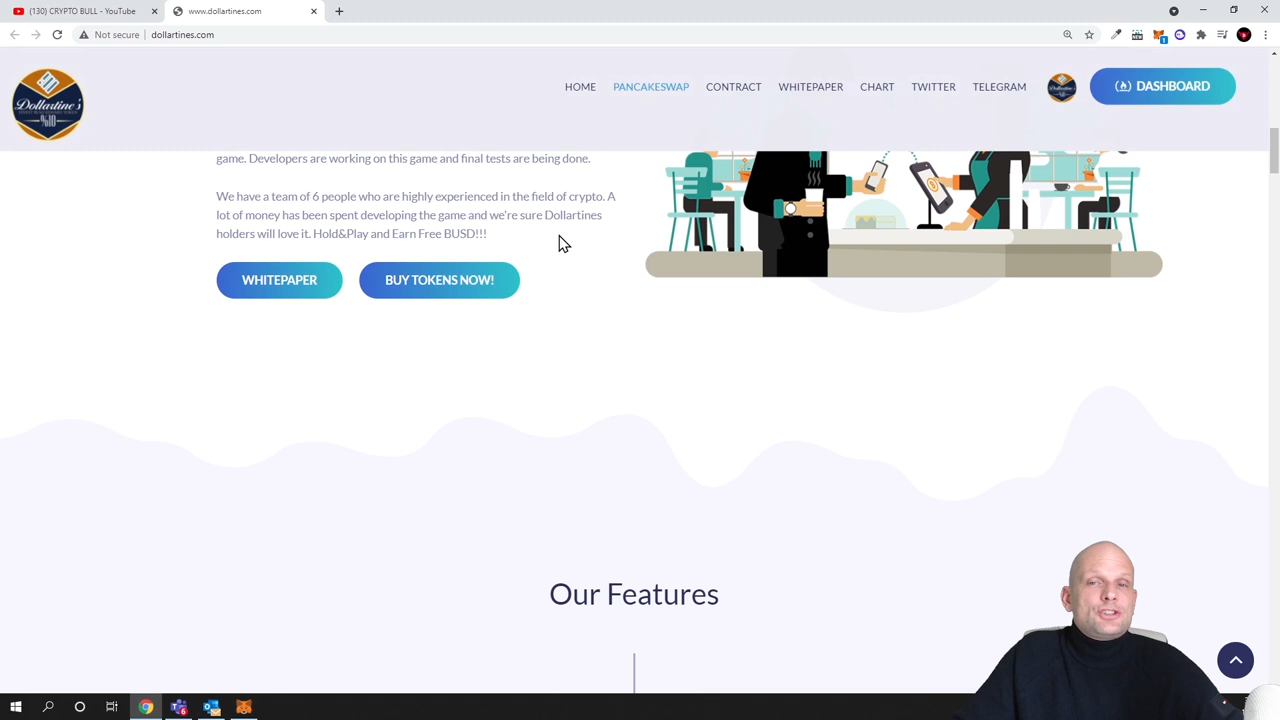 (130) CRYPTO BULL - YouTube
www.dollartines.com
Not secure
dollartines.com
Dollartine's
%10
HOME
PANCAKESWAP
CONTRACT
WHITEPAPER
CHART
TWITTER
TELEGRAM
DASHBOARD
game. Developers are working on this game and final tests are being done.
We have a team of 6 people who are highly experienced in the field of crypto. A
lot of money has been spent developing the game and we're sure Dollartines
holders will love it. Hold&Play and Earn Free BUSD!!!
WHITEPAPER
BUY TOKENS NOW!
Our Features